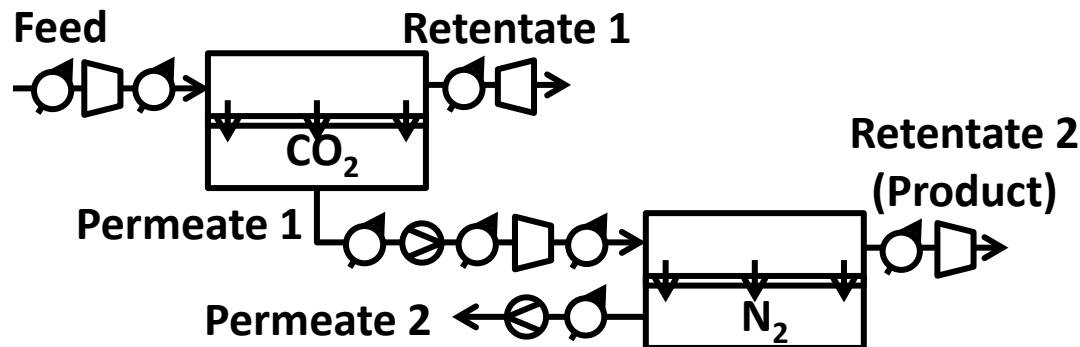 Feed
Retentate 1
CO₂
Retentate 2
(Product)
Permeate 1
Permeate 2
N₂